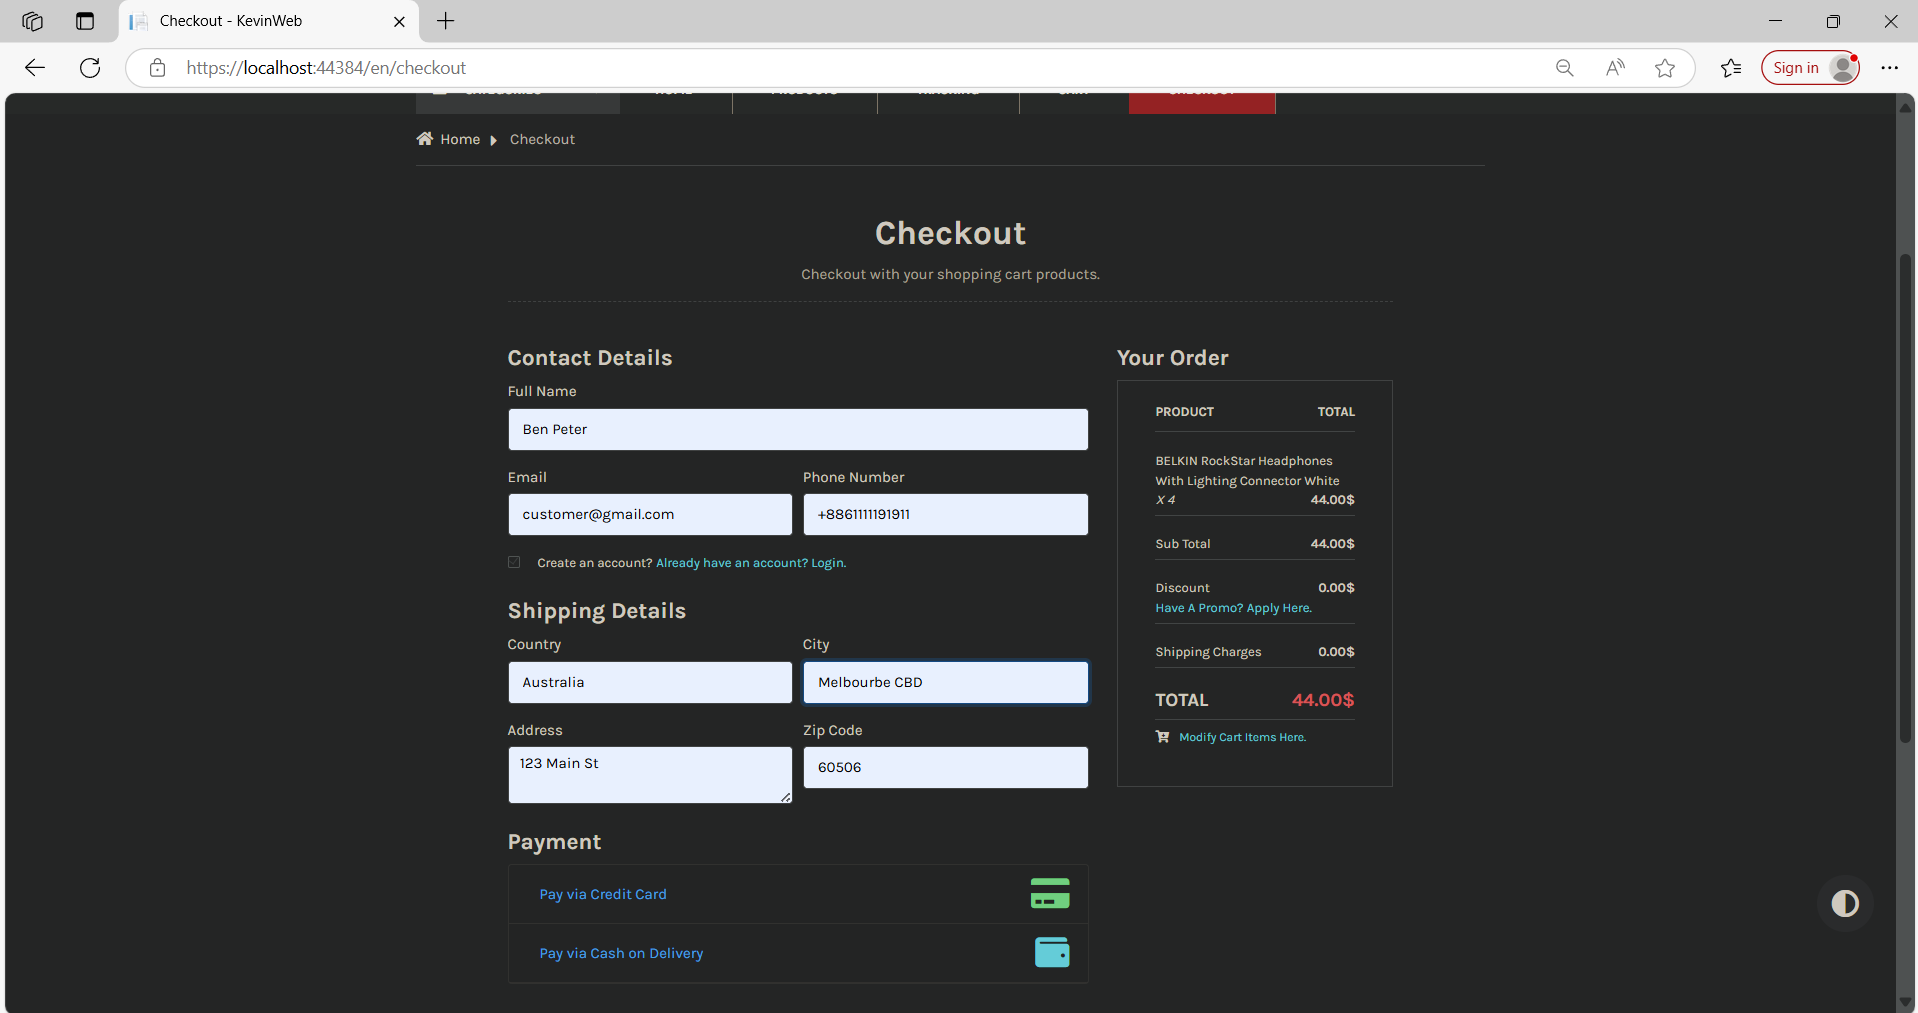 Checkout - KevinWeb
https://localhost:44384/en/checkout
Sign in
Home
Checkout
Checkout
Checkout with your shopping cart products.
Contact Details
Full Name
Ben Peter
Email
Phone Number
customer@gmail.com
+8861111191911
Create an account? Already have an account? Login.
Shipping Details
Country
City
Australia
Melbourbe CBD
Address
Zip Code
123 Main St
60506
Payment
Pay via Credit Card
Pay via Cash on Delivery
Your Order
PRODUCT TOTAL
BELKIN RockStar Headphones
With Lighting Connector White
X 4 44.00$
Sub Total 44.00$
Discount 0.00$
Have A Promo? Apply Here.
Shipping Charges 0.00$
TOTAL 44.00$
Modify Cart Items Here.